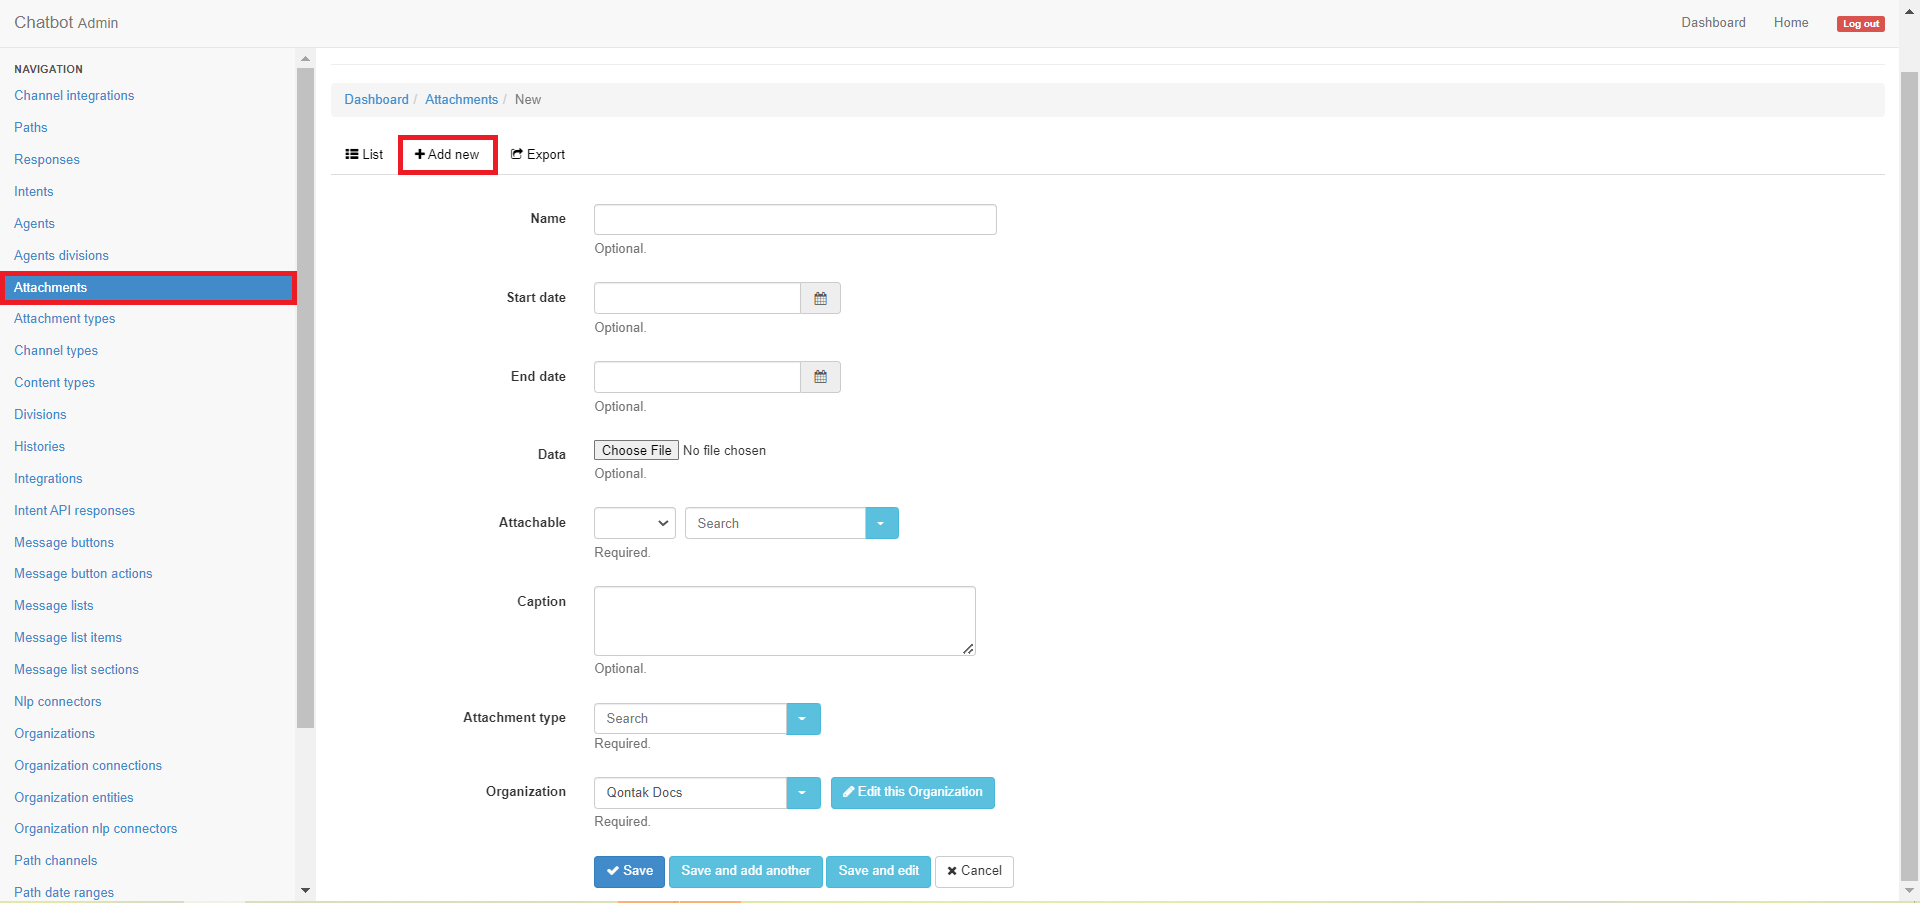 Chatbot Admin
Dashboard
Home
Log out
NAVIGATION
Channel integrations
Paths
Responses
Intents
Agents
Agents divisions
Attachments
Attachment types
Channel types
Content types
Divisions
Histories
Integrations
Intent API responses
Message buttons
Message button actions
Message lists
Message list items
Message list sections
Nlp connectors
Organizations
Organization connections
Organization entities
Organization nlp connectors
Path channels
Path date ranges
Dashboard / Attachments / New
List
Add new
Export
Name
Optional.
Start date
Optional.
End date
Optional.
Data
Choose File No file chosen
Optional.
Attachable
Search
Required.
Caption
Optional.
Attachment type
Search
Required.
Organization
Qontak Docs
Edit this Organization
Required.
Save
Save and add another
Save and edit
Cancel